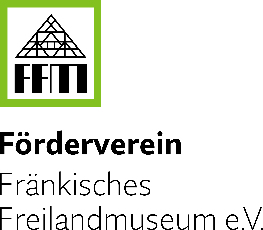 FFM
Förderverein
Fränkisches
Freilandmuseum e.V.